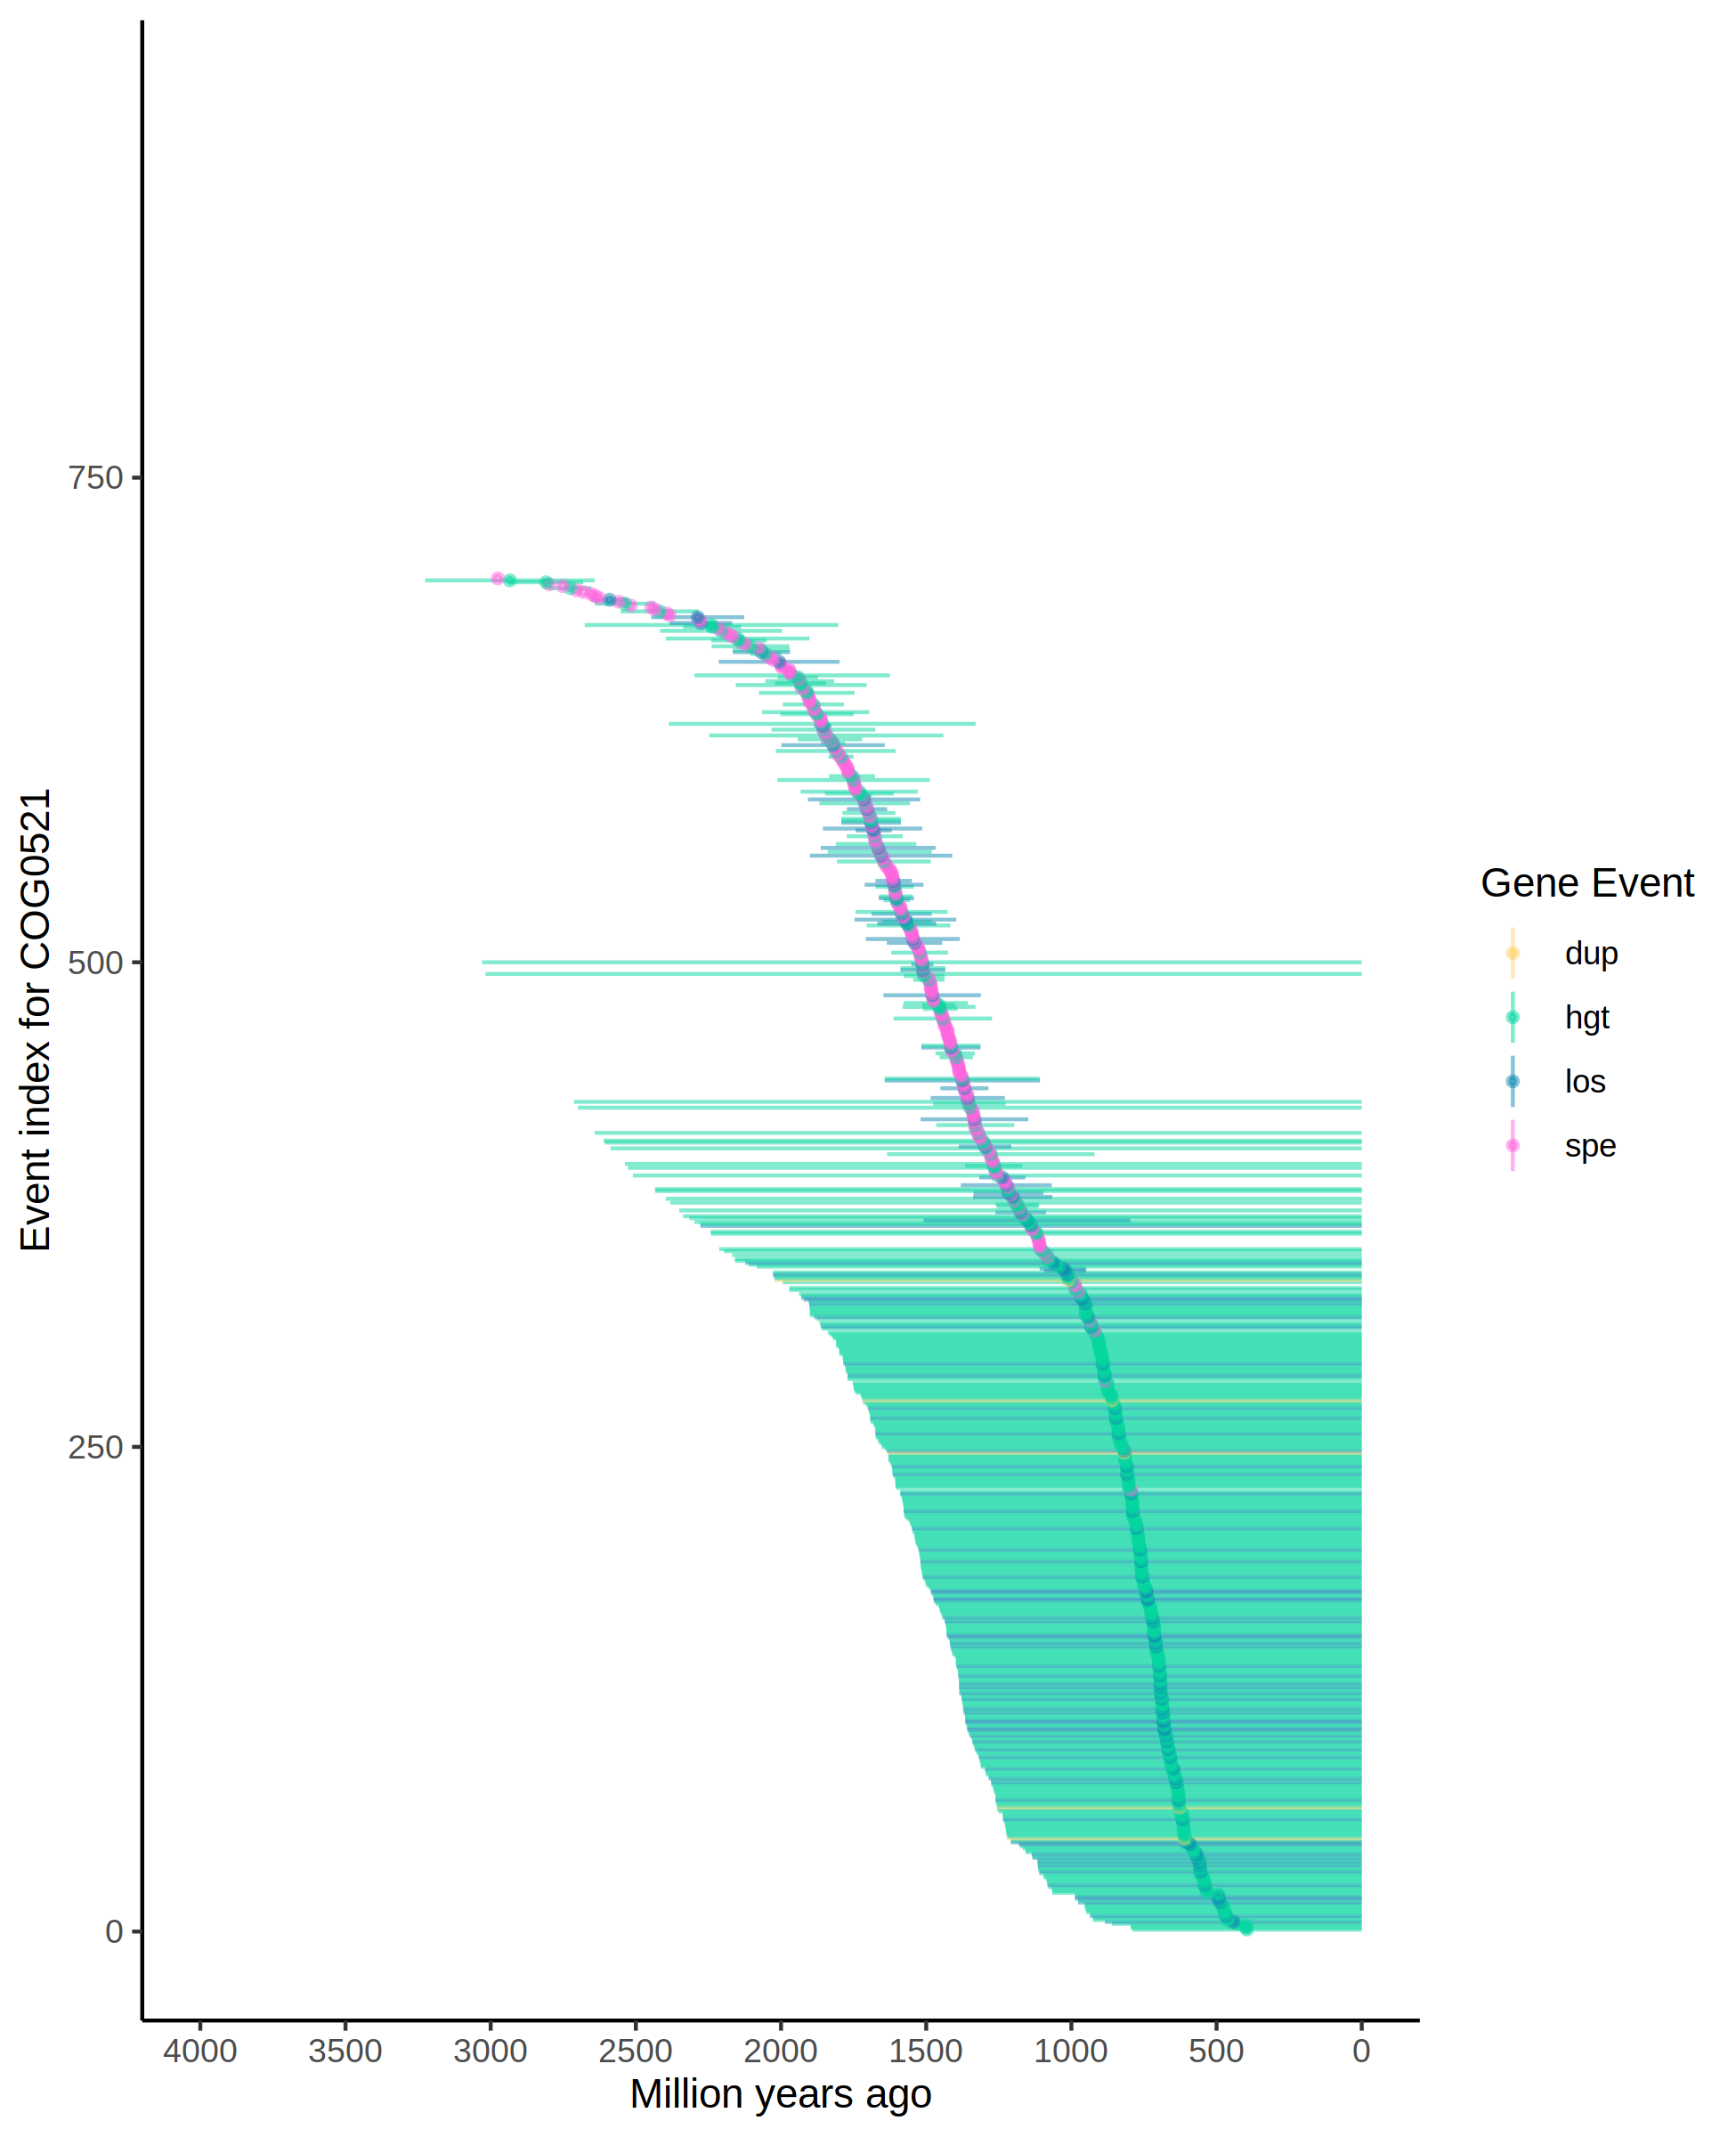 Event index for COG0521
750
500
250
0
4000 3500 3000 2500 2000 1500 1000 500 0
Million years ago
Gene Event
dup
hgt
los
spe